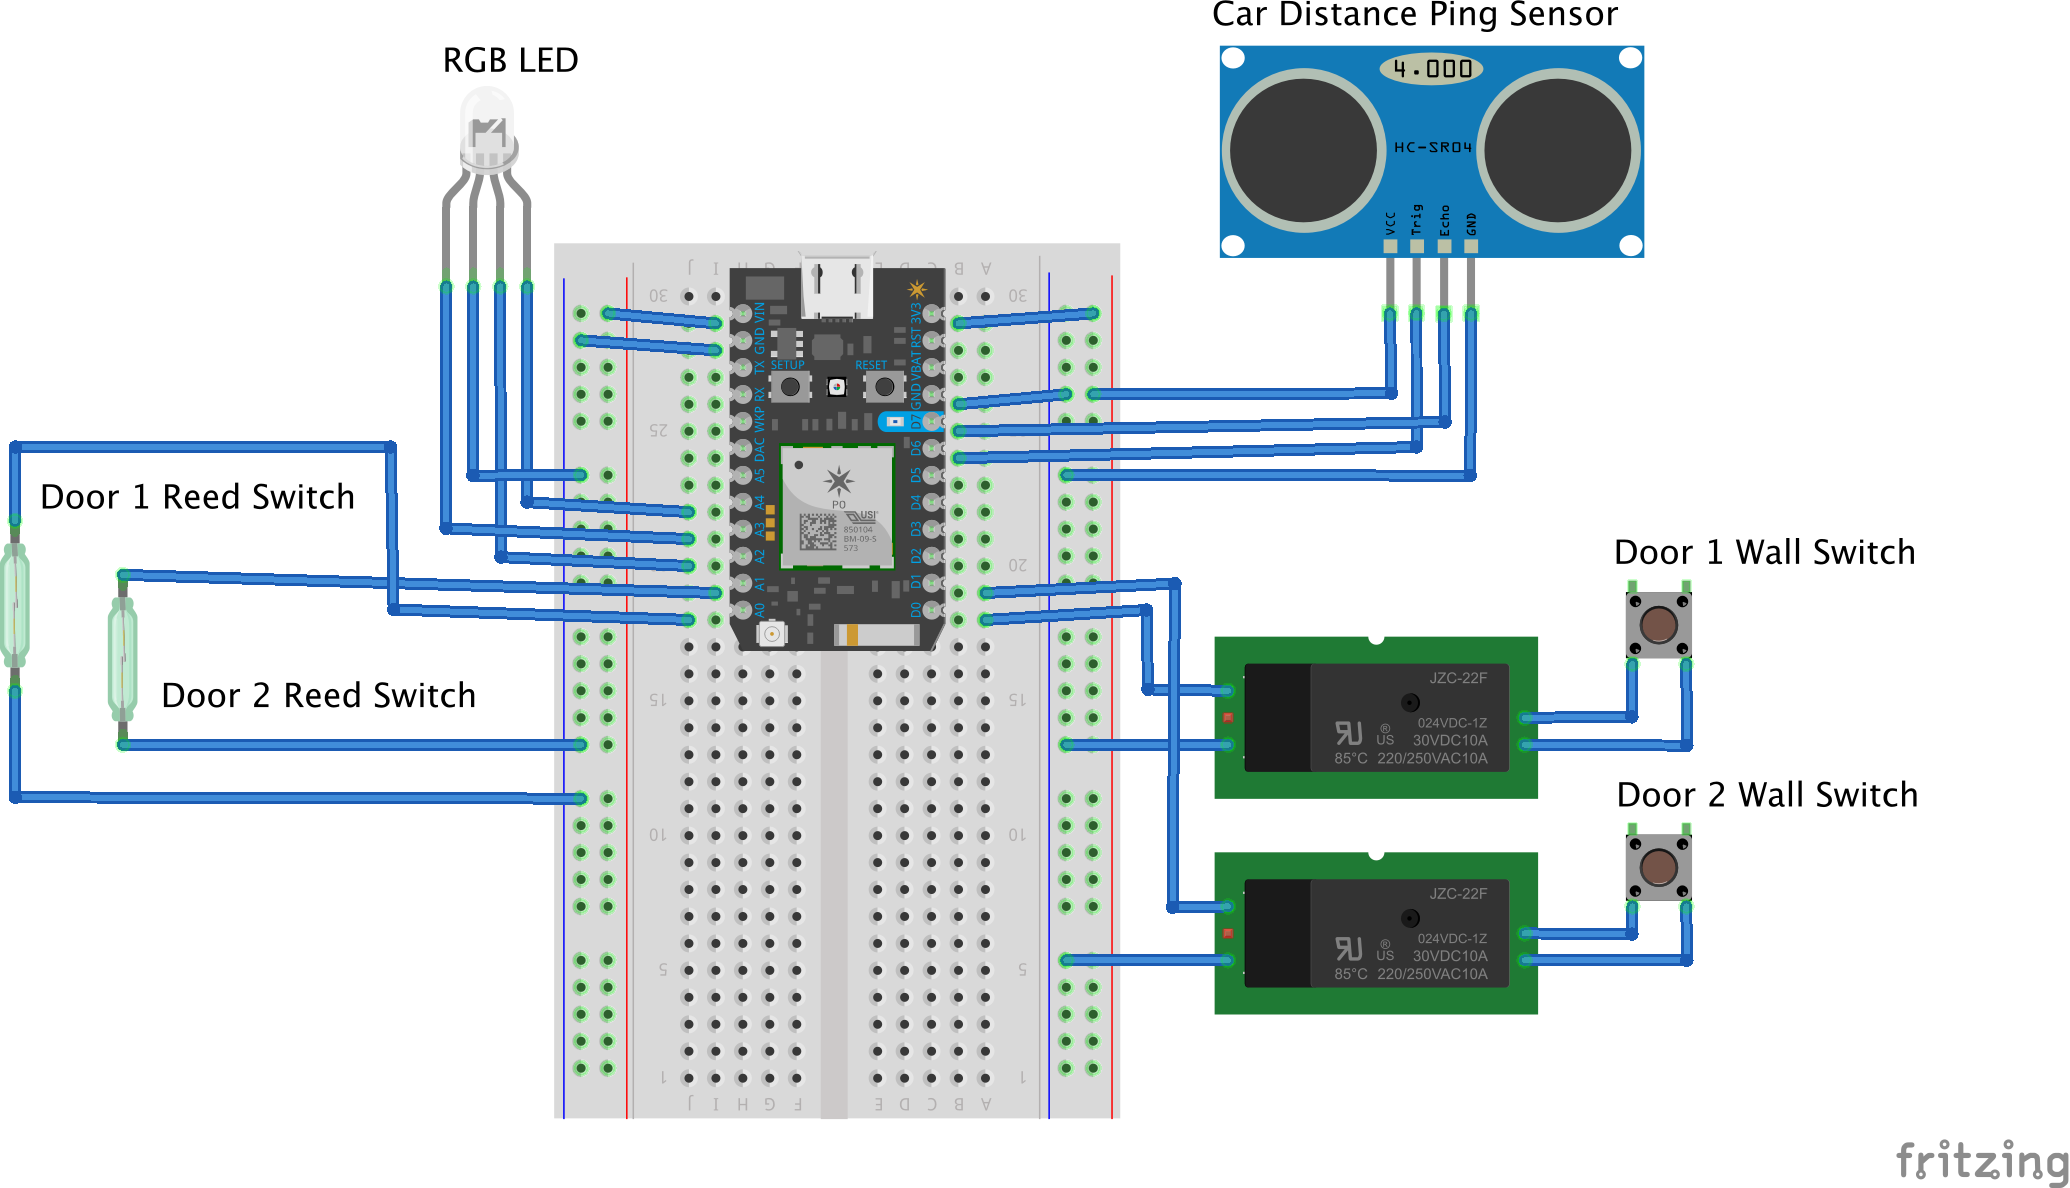 Car Distance Ping Sensor
RGB LED
4.000
HC-SR04
VCC
Trig
Echo
GND
J I H G E D C B A
30 30
VIN
GND
TX
RX
WKP
DAC
A5
A4
A3
A2
A1
A0
3V3
RST
VBAT
GND
D7
D6
D5
D4
D3
D2
D1
D0
SETUP RESET
25
P0
USI
850104
BM-09-S
573
20
Door 1 Reed Switch
Door 2 Reed Switch
Door 1 Wall Switch
JZC-22F
024VDC-1Z
® US 30VDC10A
85°C 220/250VAC10A
Door 2 Wall Switch
JZC-22F
024VDC-1Z
® US 30VDC10A
85°C 220/250VAC10A
15 15
10 10
5 5
1 1
J I H G F E D C B A
fritzing